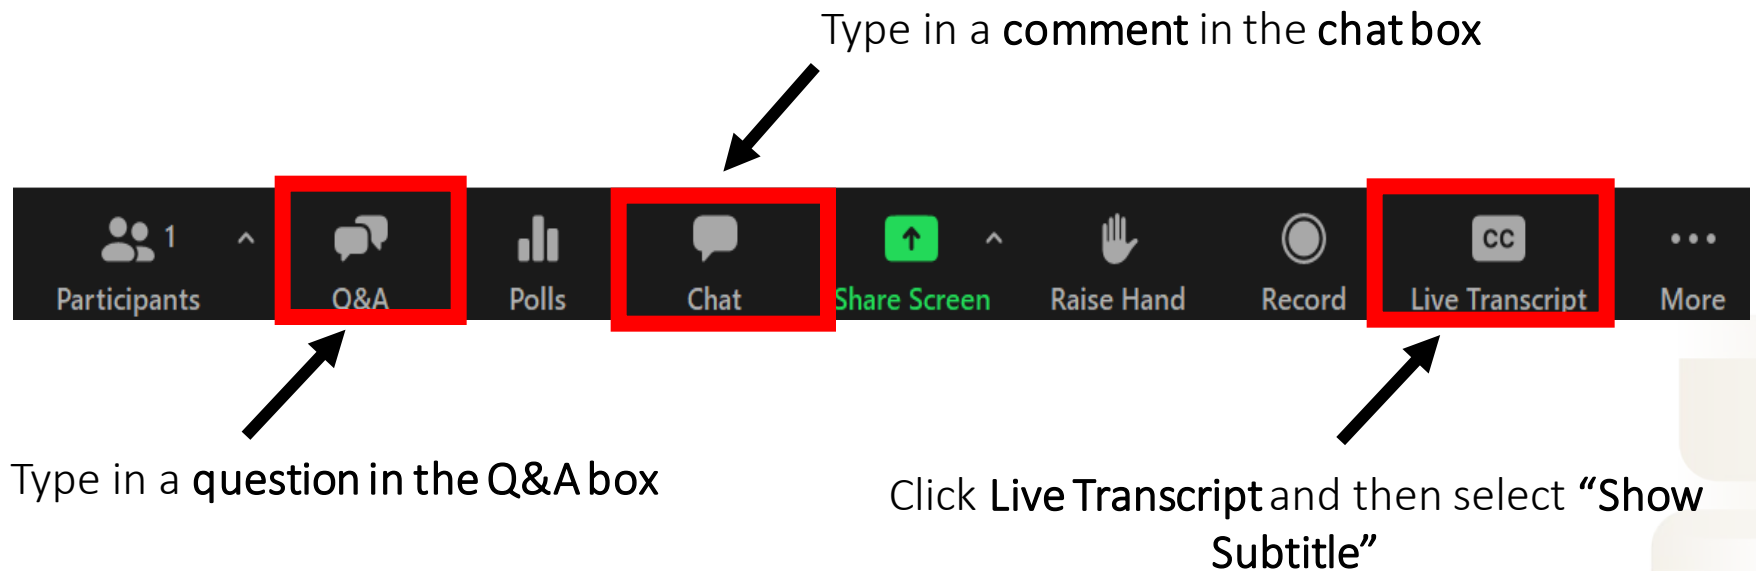 Type in a comment in the chat box
1
Participants
Q&A
Polls
Chat
Share Screen
Raise Hand
Record
CC
Live Transcript
More
Type in a question in the Q&A box
Click Live Transcript and then select “Show
Subtitle”